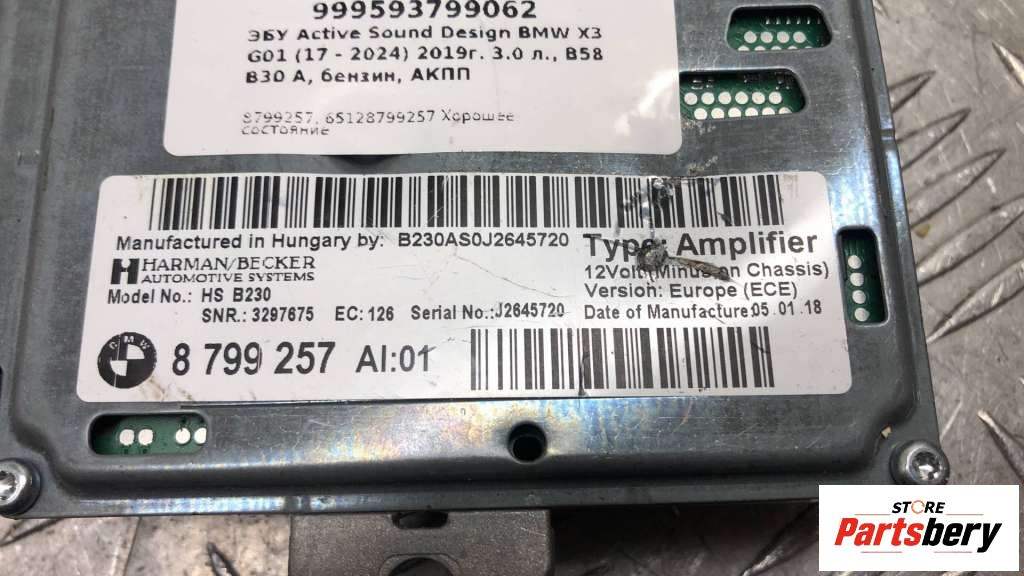 999593799062
ЭБУ Active Sound Design BMW X3
G01 (17 - 2024) 2019г. 3.0 л., B58
B30 A, бензин, АКПП
8799257, 65128799257 Хорошее
состояние
Manufactured in Hungary by: B230AS0J2645720
Type: Amplifier
HARMAN/BECKER
AUTOMOTIVE SYSTEMS
12Volt (Minus on Chassis)
Model No.: HS B230
Version: Europe (ECE)
SNR.: 3297675 EC: 126 Serial No.: J2645720 Date of Manufacture: 05 01 18
BMW
8 799 257 AI:01
STORE
Partsbery